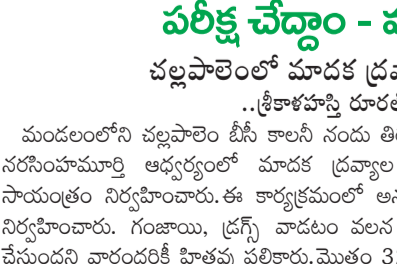 పరీక్ష చేద్దాం -
చల్లపాలెంలో మాదక
..శ్రీకాళహస్తి
మండలంలోని చల్లపాలెం బీసీ కాలనీ నందు
నరసింహమూర్తి ఆధ్వర్యంలో మాదక ద్రవ్యాల
సాయంత్రం నిర్వహించారు.ఈ కార్యక్రమంలో
నిర్వహించారు. గంజాయి, డ్రగ్స్ వాడటం వలన
చేస్తుందని వారందరికీ హితవు పలికారు.మొత్తం